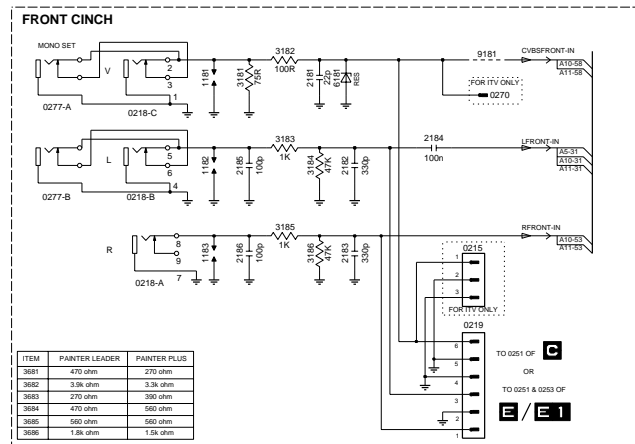 FRONT CINCH
MONO SET
V
0277-A
0218-C
2
3
1
1181
3181
75R
3182
100R
2181
22p
6181
RES
9181
CVBSFRONT-IN
A10-58
A11-58
FOR ITV ONLY
0270
L
0277-B
0218-B
5
6
4
1182
2185
100p
3183
1K
3184
47K
2182
330p
2184
100n
LFRONT-IN
A5-31
A10-31
A11-31
R
0218-A
8
9
7
1183
2186
100p
3185
1K
3186
47K
2183
330p
RFRONT-IN
A10-53
A11-53
0215
1
2
3
FOR ITV ONLY
0219
6
5
4
3
2
1
TO 0251 OF C
OR
TO 0251 & 0253 OF
E / E1
ITEM PAINTER LEADER PAINTER PLUS
3681 470 ohm 270 ohm
3682 3.9k ohm 3.3k ohm
3683 270 ohm 390 ohm
3684 470 ohm 560 ohm
3685 560 ohm 560 ohm
3686 1.8k ohm 1.5k ohm